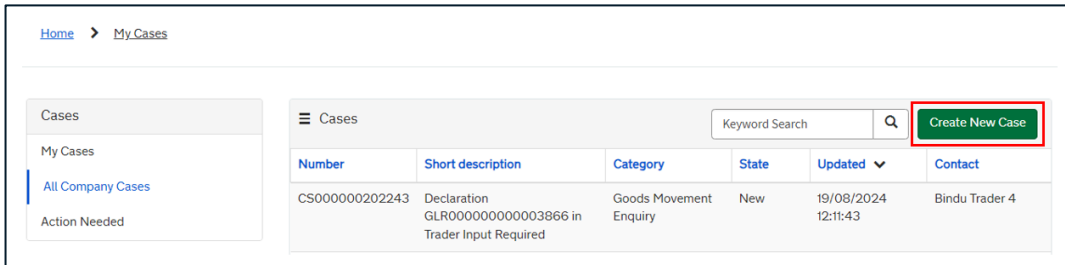 Home > My Cases
Cases
My Cases
All Company Cases
Action Needed
Cases
Keyword Search
Create New Case
Number Short description Category State Updated Contact
CS000000202243 Declaration Goods Movement New 19/08/2024 Bindu Trader 4
GLR000000000003866 in Enquiry 12:11:43
Trader Input Required